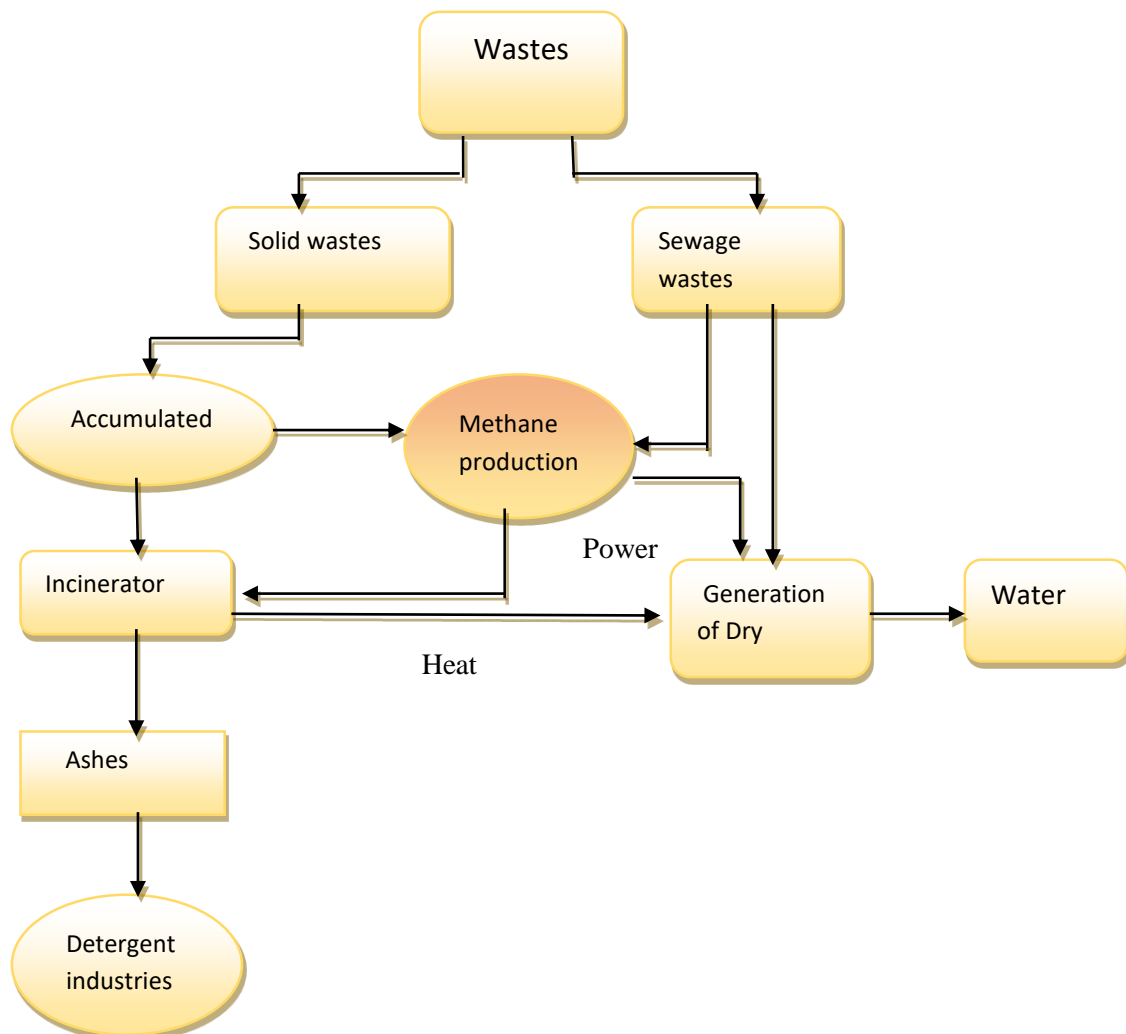 Wastes
Solid wastes
Sewage
wastes
Accumulated
Methane
production
Power
Incinerator
Generation
of Dry
Water
Heat
Ashes
Detergent
industries